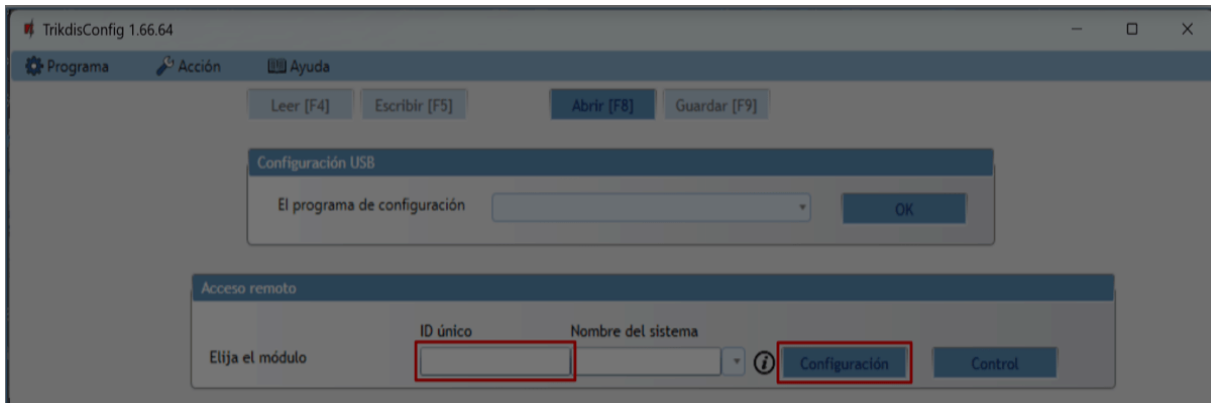 TrikdisConfig 1.66.64
Programa Acción Ayuda
Leer [F4] Escribir [F5] Abrir [F8] Guardar [F9]
Configuración USB
El programa de configuración OK
Acceso remoto
ID único Nombre del sistema
Elija el módulo Configuración Control